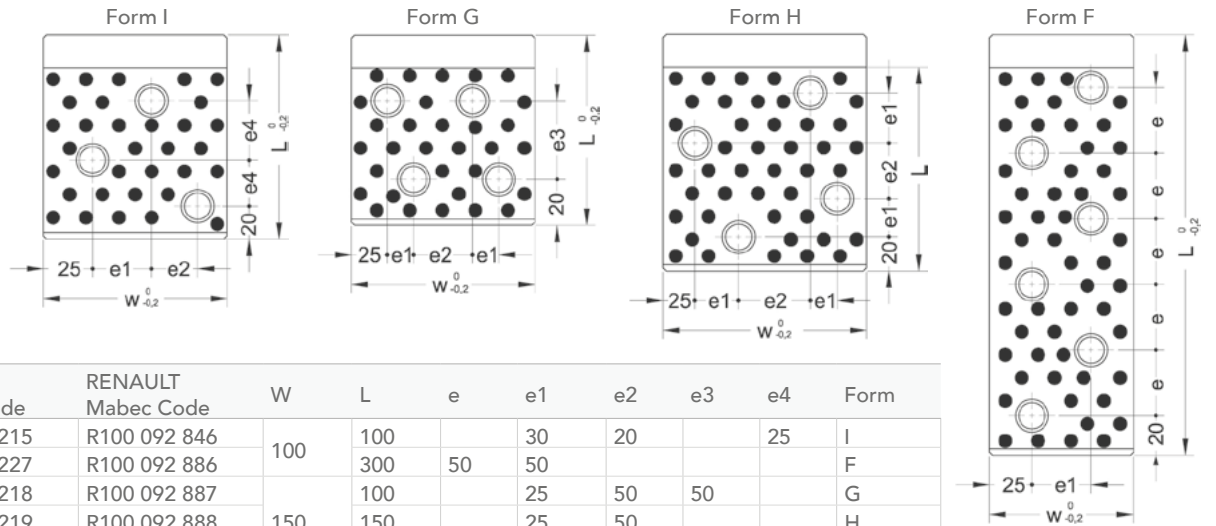 Form I
Form G
Form H
Form F
e4
e4
20
L 0 -0,2
25 e1 e2
W 0 -0,2
e3
20
L 0 -0,2
25 e1 e2 e1
W 0 -0,2
e1
e2
e1
20
L
25 e1 e2 e1
W 0 -0,2
e
e
e
e
e
20
L 0 -0,2
25 e1
W 0 -0,2
de RENAULT Mabec Code W L e e1 e2 e3 e4 Form
215 R100 092 846 100 100 30 20 25 I
227 R100 092 886 300 50 50 F
218 R100 092 887 100 25 50 50 G
219 R100 092 888 150 150 25 50 H